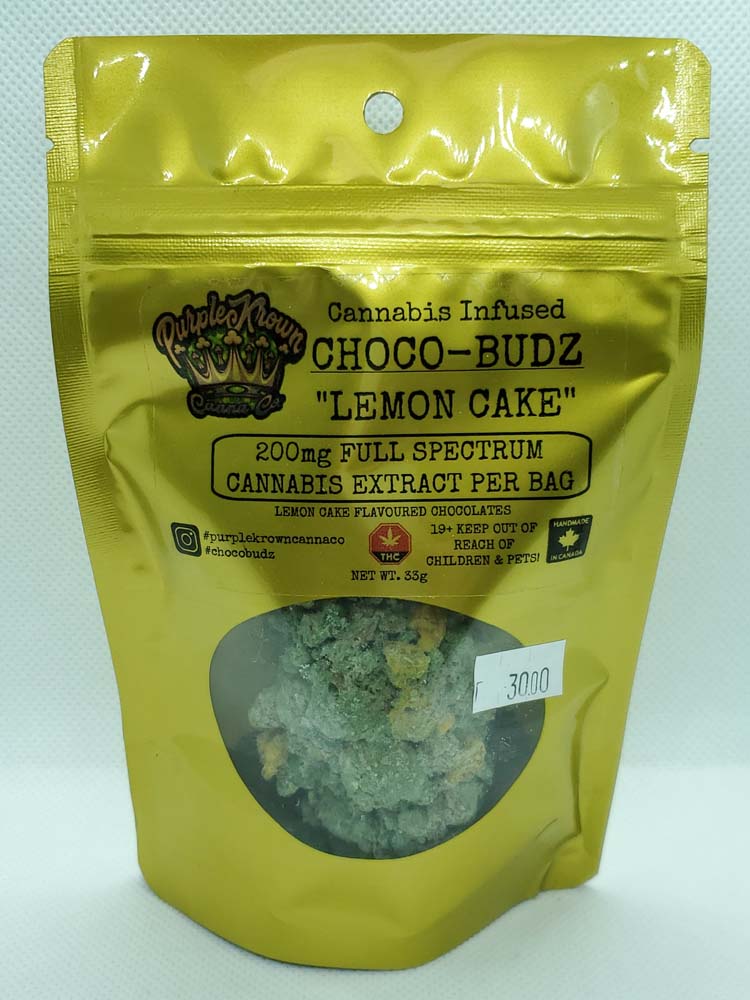 Purple Krown
Canna Co.
Cannabis Infused
CHOCO-BUDZ
"LEMON CAKE"
200mg FULL SPECTRUM
CANNABIS EXTRACT PER BAG
LEMON CAKE FLAVOURED CHOCOLATES
#purplekrowncannaco
#chocobudz
THC
19+ KEEP OUT OF
REACH OF
CHILDREN & PETS!
HANDMADE
IN CANADA
NET WT. 33g
30.00